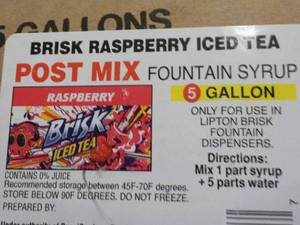 5 GALLONS
BRISK RASPBERRY ICED TEA
POST MIX FOUNTAIN SYRUP
RASPBERRY
BRISK
ICED TEA
5 GALLON
ONLY FOR USE IN
LIPTON BRISK
FOUNTAIN
DISPENSERS.
Directions:
Mix 1 part syrup
+ 5 parts water
CONTAINS 0% JUICE
Recommended storage between 45F-70F degrees.
STORE BELOW 90F DEGREES. DO NOT FREEZE.
PREPARED BY:
7